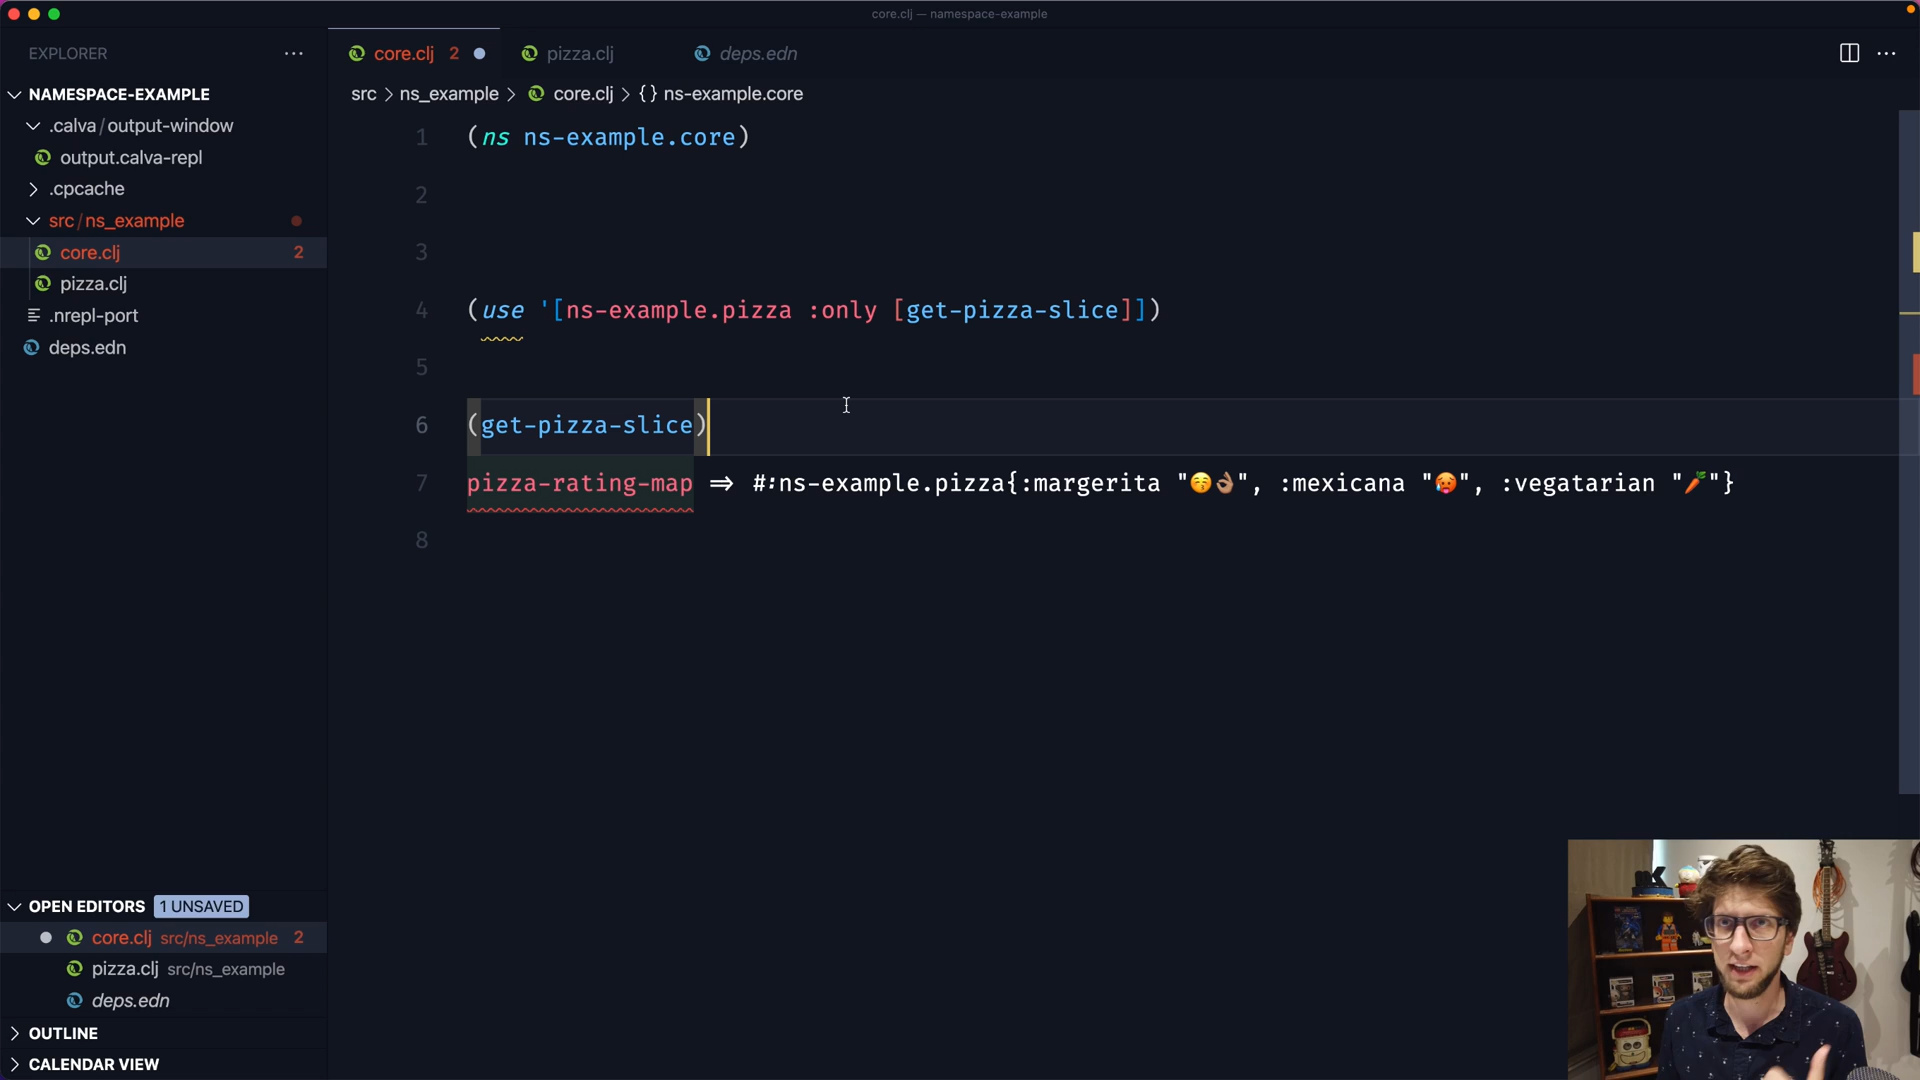 core.clj — namespace-example
EXPLORER ···
core.clj 2
pizza.clj
deps.edn
NAMESPACE-EXAMPLE
.calva/output-window
output.calva-repl
.cpcache
src/ns_example
core.clj 2
pizza.clj
.nrepl-port
deps.edn
src > ns_example > core.clj > {} ns-example.core
1 (ns ns-example.core)
2
3
4 (use '[ns-example.pizza :only [get-pizza-slice]])
5
6 (get-pizza-slice)
7 pizza-rating-map => #:ns-example.pizza{:margerita "😚👌🏽", :mexicana "🥵", :vegatarian "🥕"}
8
OPEN EDITORS 1 UNSAVED
core.clj src/ns_example 2
pizza.clj src/ns_example
deps.edn
OUTLINE
CALENDAR VIEW